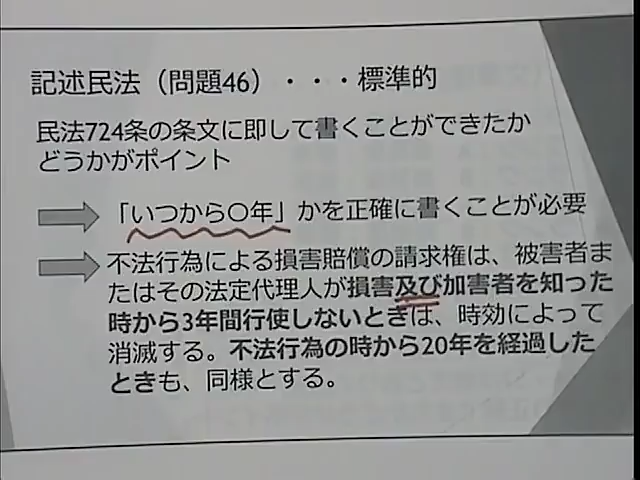 記述民法（問題46）・・・標準的
民法724条の条文に即して書くことができたか
どうかがポイント
「いつから〇年」かを正確に書くことが必要
不法行為による損害賠償の請求権は、被害者ま
たはその法定代理人が損害及び加害者を知った
時から3年間行使しないときは、時効によって
消滅する。不法行為の時から20年を経過した
ときも、同様とする。